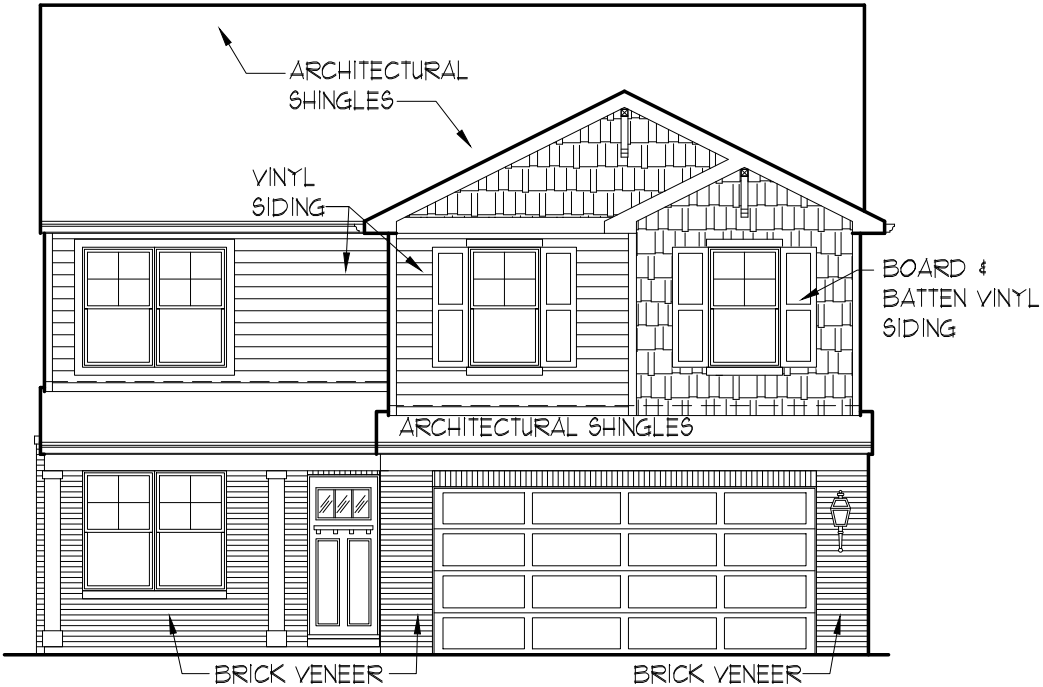 ARCHITECTURAL
SHINGLES
VINYL
SIDING
BOARD &
BATTEN VINYL
SIDING
ARCHITECTURAL SHINGLES
BRICK VENEER
BRICK VENEER